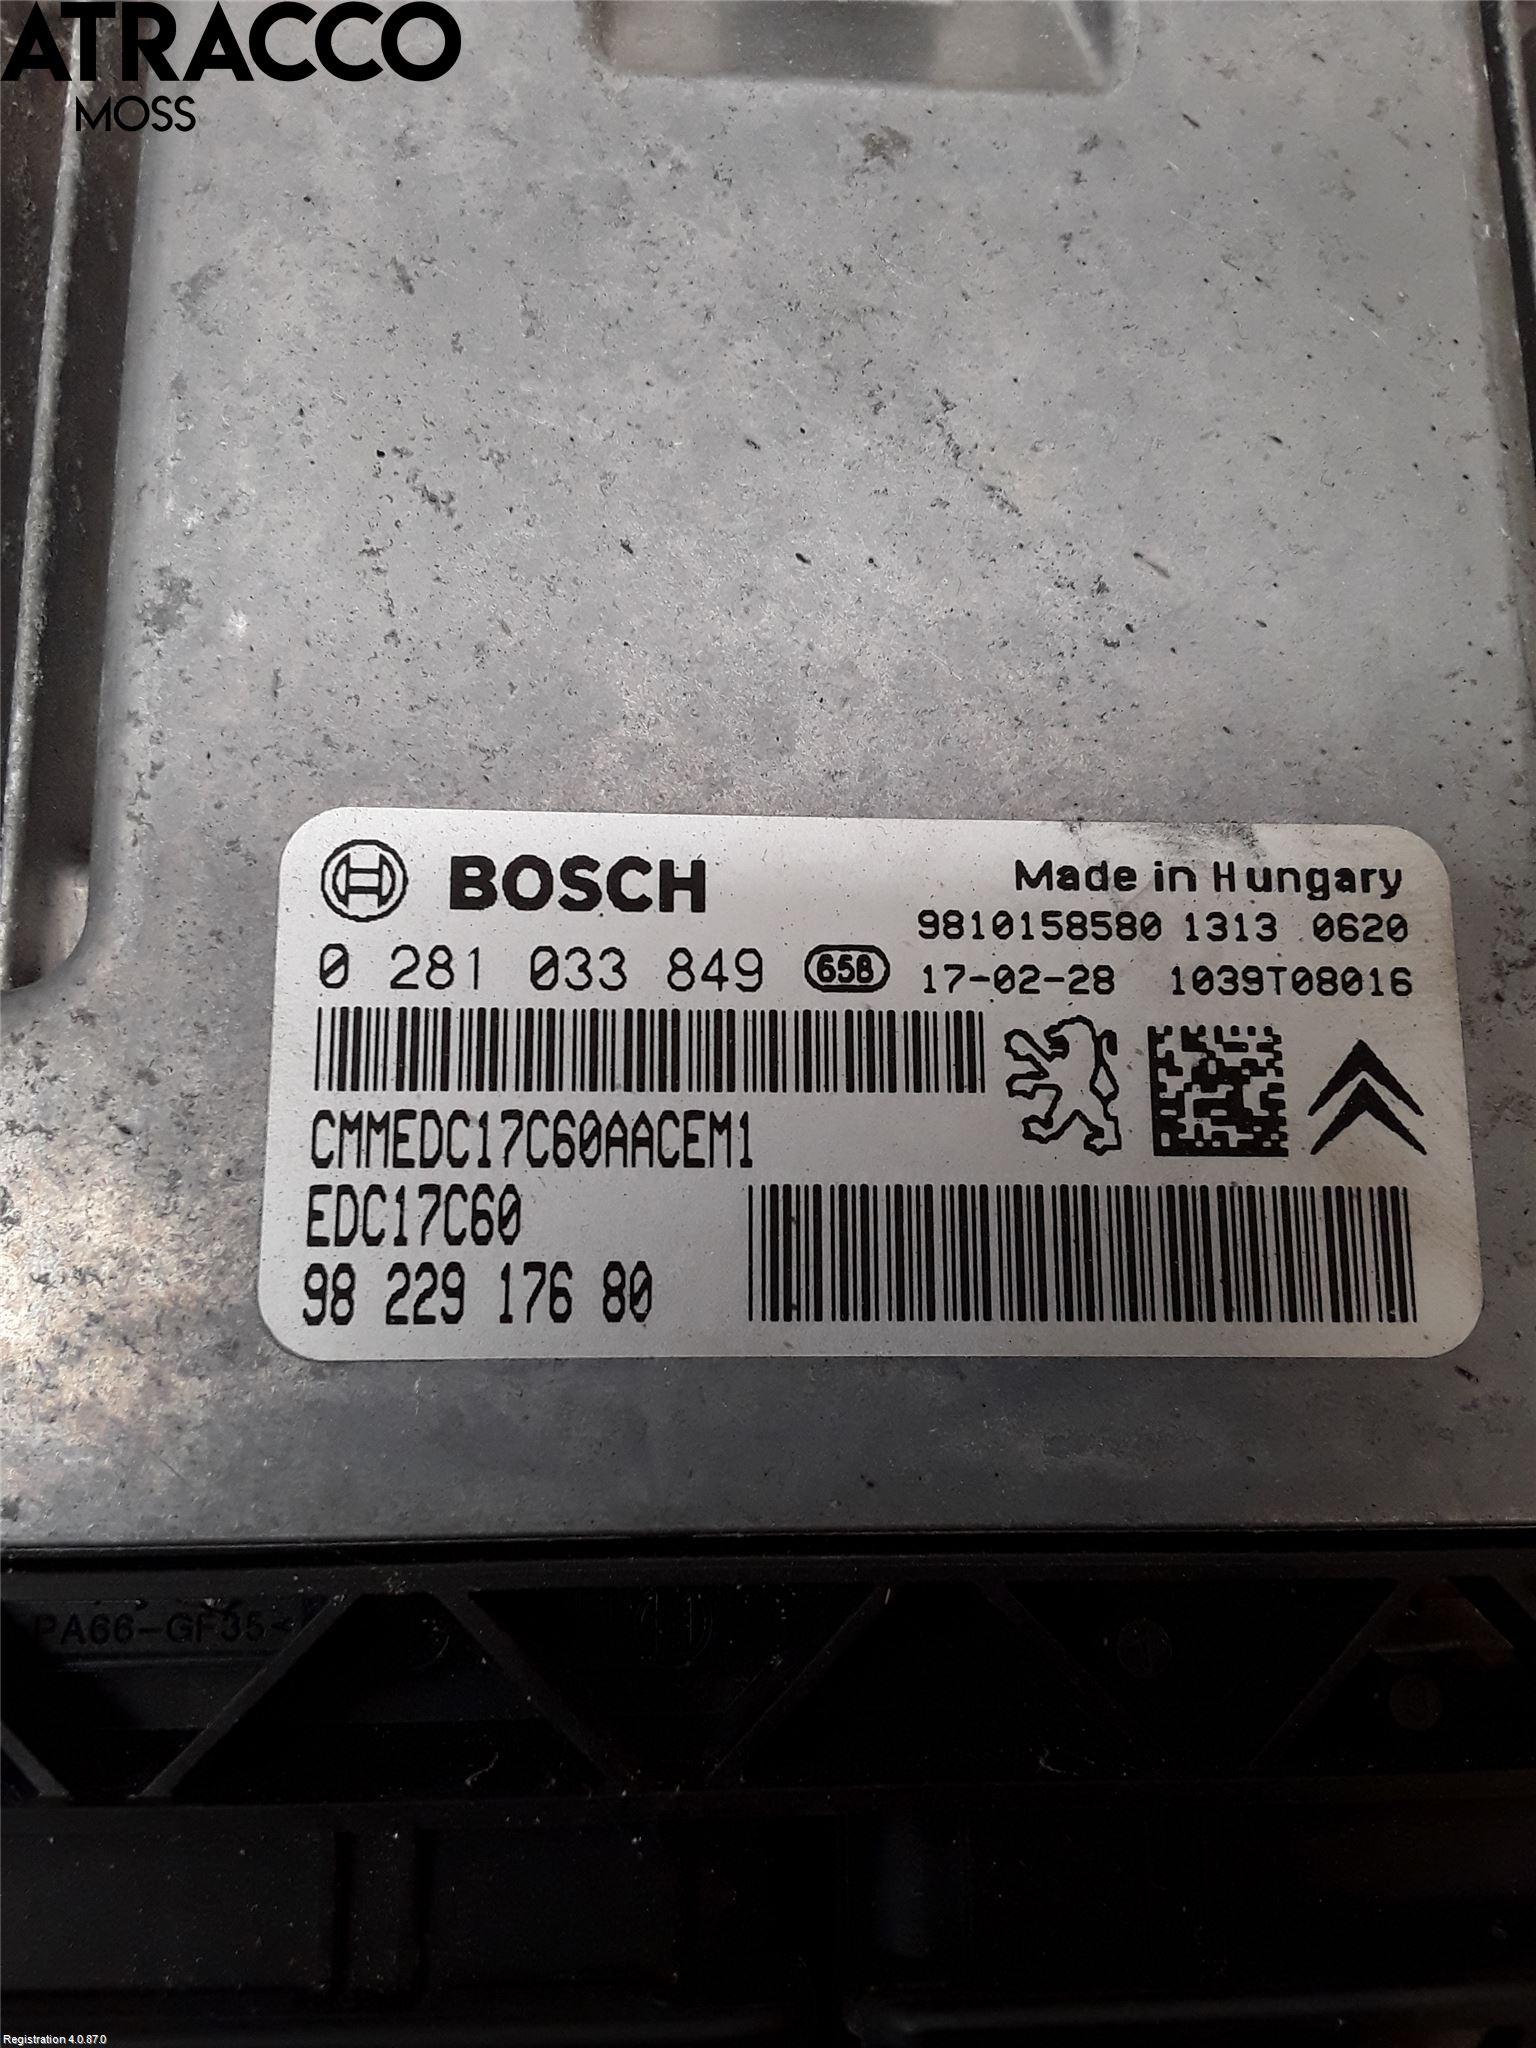 ATRACCO
MOSS
BOSCH
Made in Hungary
9810158580 1313 0620
0 281 033 849 658 17-02-28 1039T08016
CMMEDC17C60AACEM1
EDC17C60
98 229 176 80
PA66-GF35<
Registration 4.0.87.0